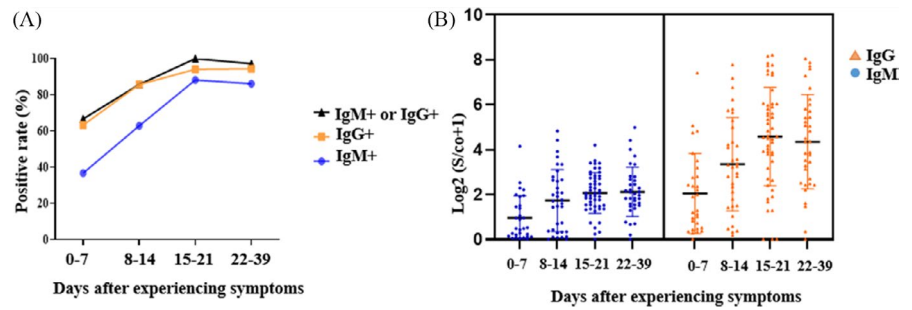 (A)
Positive rate (%)
100
80
60
40
20
0
0-7 8-14 15-21 22-39
Days after experiencing symptoms
IgM+ or IgG+
IgG+
IgM+
(B)
Log2 (S/co+1)
10
8
6
4
2
0
0-7 8-14 15-21 22-39 0-7 8-14 15-21 22-39
Days after experiencing symptoms
IgG
IgM